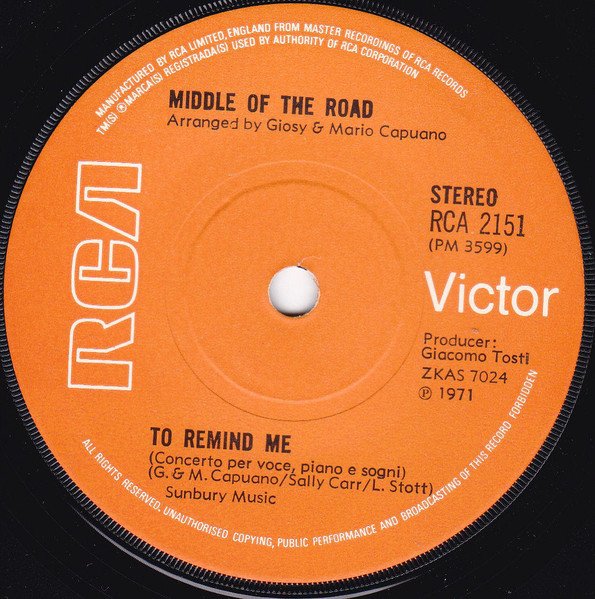 MANUFACTURED BY RCA LIMITED, ENGLAND FROM MASTER RECORDINGS OF RCA RECORDS
TM(S) ® MARCA(S) REGISTRADA(S) USED BY AUTHORITY OF RCA CORPORATION
MIDDLE OF THE ROAD
Arranged by Giosy & Mario Capuano
RCA
STEREO
RCA 2151
(PM 3599)
Victor
Producer:
Giacomo Tosti
ZKAS 7024
℗ 1971
TO REMIND ME
(Concerto per voce, piano e sogni)
(G. & M. Capuano/Sally Carr/L. Stott)
Sunbury Music
ALL RIGHTS RESERVED, UNAUTHORISED COPYING, PUBLIC PERFORMANCE AND BROADCASTING OF THIS RECORD FORBIDDEN